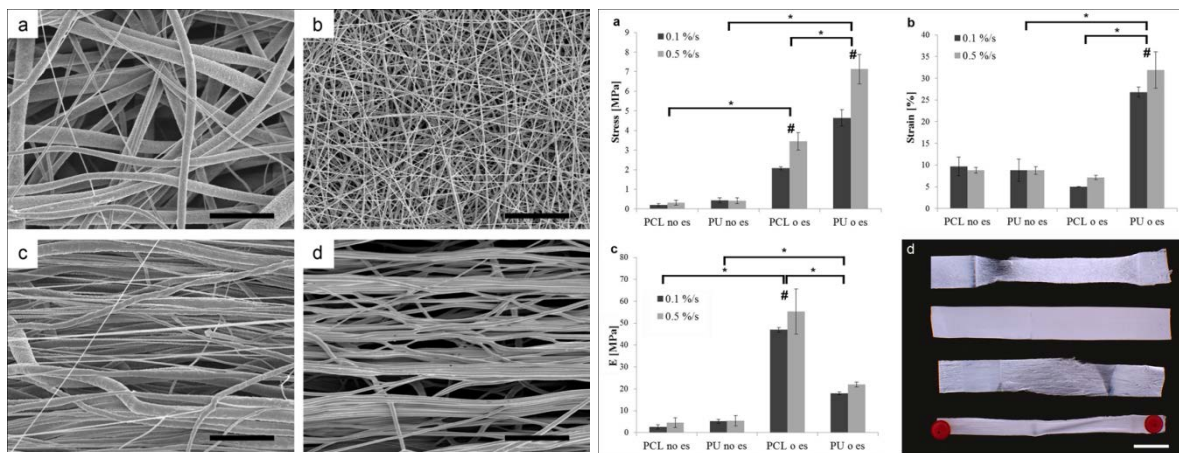 a
b
c
d
a
*
*
*
#
#
0.1 %/s
0.5 %/s
Stress [MPa]
9
8
7
6
5
4
3
2
1
0
PCL no es PU no es PCL o es PU o es
b
*
*
#
0.1 %/s
0.5 %/s
Strain [%]
40
35
30
25
20
15
10
5
0
PCL no es PU no es PCL o es PU o es
c
*
*
*
#
0.1 %/s
0.5 %/s
E [MPa]
80
70
60
50
40
30
20
10
0
PCL no es PU no es PCL o es PU o es
d